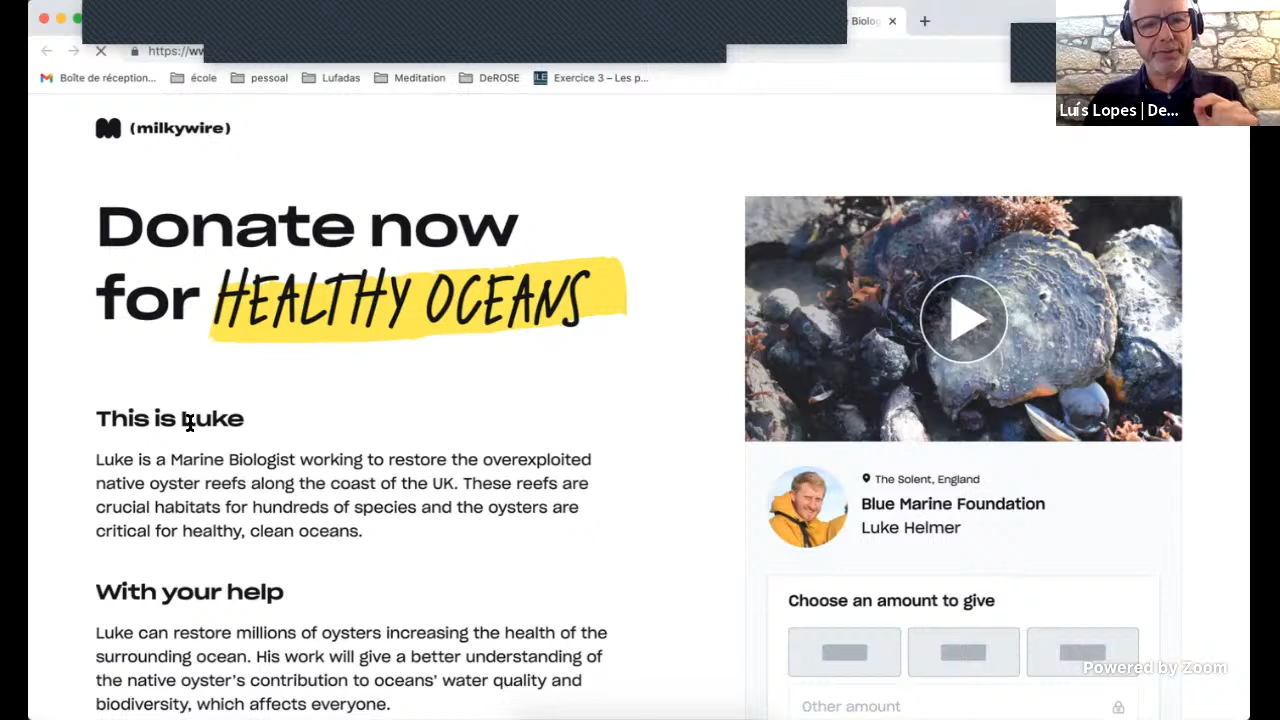 Biolog
https://ww
Boîte de réception...
école
pessoal
Lufadas
Meditation
DeROSE
Exercice 3 – Les p...
Luís Lopes | De...
(milkywire)
Donate now
for HEALTHY OCEANS
This is Luke
Luke is a Marine Biologist working to restore the overexploited
native oyster reefs along the coast of the UK. These reefs are
crucial habitats for hundreds of species and the oysters are
critical for healthy, clean oceans.
With your help
Luke can restore millions of oysters increasing the health of the
surrounding ocean. His work will give a better understanding of
the native oyster's contribution to oceans' water quality and
biodiversity, which affects everyone.
The Solent, England
Blue Marine Foundation
Luke Helmer
Choose an amount to give
Other amount
Powered by Zoom